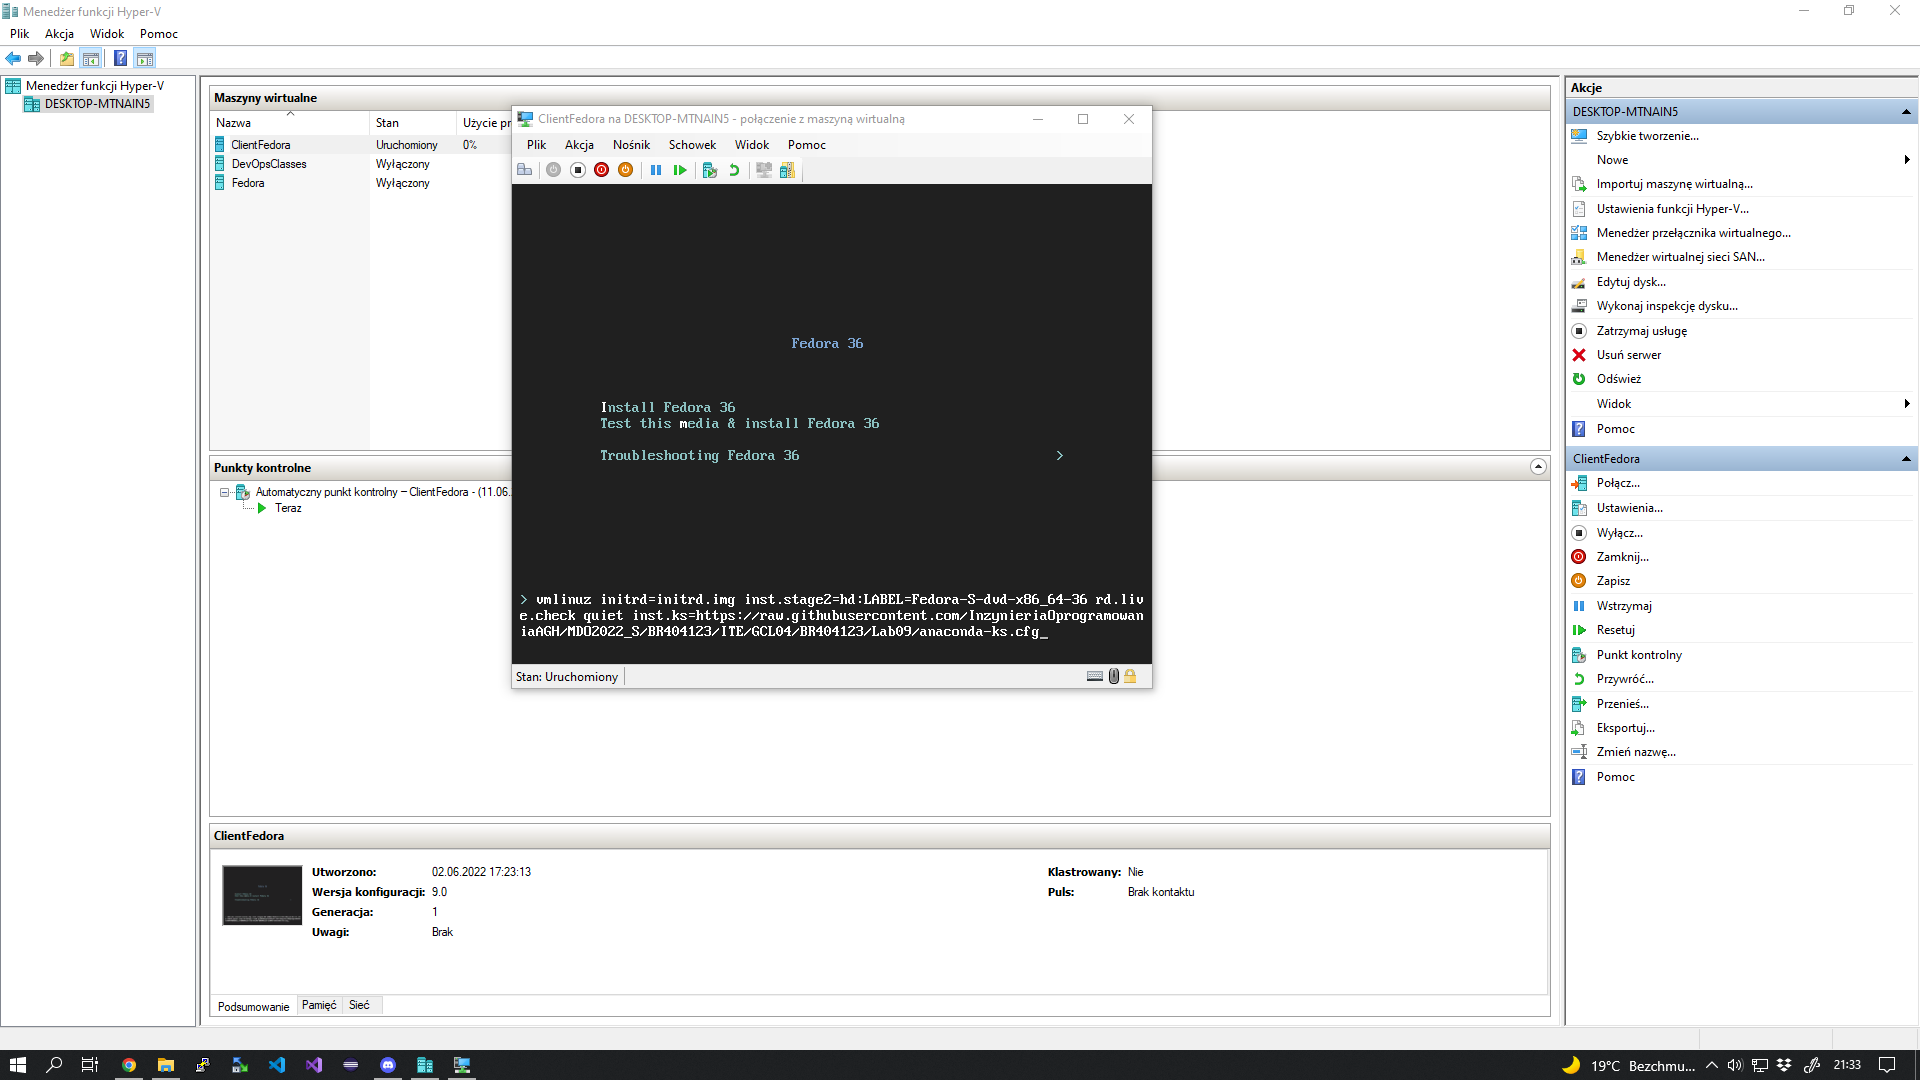 Menedżer funkcji Hyper-V
Plik Akcja Widok Pomoc
Menedżer funkcji Hyper-V
DESKTOP-MTNAIN5
Maszyny wirtualne
Nazwa Stan Użycie pr
ClientFedora Uruchomiony 0%
DevOpsClasses Wyłączony
Fedora Wyłączony
Punkty kontrolne
Automatyczny punkt kontrolny – ClientFedora - (11.06.
Teraz
ClientFedora na DESKTOP-MTNAIN5 - połączenie z maszyną wirtualną
Plik Akcja Nośnik Schowek Widok Pomoc
Fedora 36
Install Fedora 36
Test this media & install Fedora 36
Troubleshooting Fedora 36 >
> vmlinuz initrd=initrd.img inst.stage2=hd:LABEL=Fedora-S-dvd-x86_64-36 rd.liv
e.check quiet inst.ks=https://raw.githubusercontent.com/InzynieriaOprogramowan
iaAGH/MDO2022_S/BR404123/ITE/GCL04/BR404123/Lab09/anaconda-ks.cfg_
Stan: Uruchomiony
ClientFedora
Utworzono: 02.06.2022 17:23:13
Wersja konfiguracji: 9.0
Generacja: 1
Uwagi: Brak
Klastrowany: Nie
Puls: Brak kontaktu
Podsumowanie Pamięć Sieć
Akcje
DESKTOP-MTNAIN5
Szybkie tworzenie...
Nowe
Importuj maszynę wirtualną...
Ustawienia funkcji Hyper-V...
Menedżer przełącznika wirtualnego...
Menedżer wirtualnej sieci SAN...
Edytuj dysk...
Wykonaj inspekcję dysku...
Zatrzymaj usługę
Usuń serwer
Odśwież
Widok
Pomoc
ClientFedora
Połącz...
Ustawienia...
Wyłącz...
Zamknij...
Zapisz
Wstrzymaj
Resetuj
Punkt kontrolny
Przywróć...
Przenieś...
Eksportuj...
Zmień nazwę...
Pomoc
19°C Bezchmu... 21:33